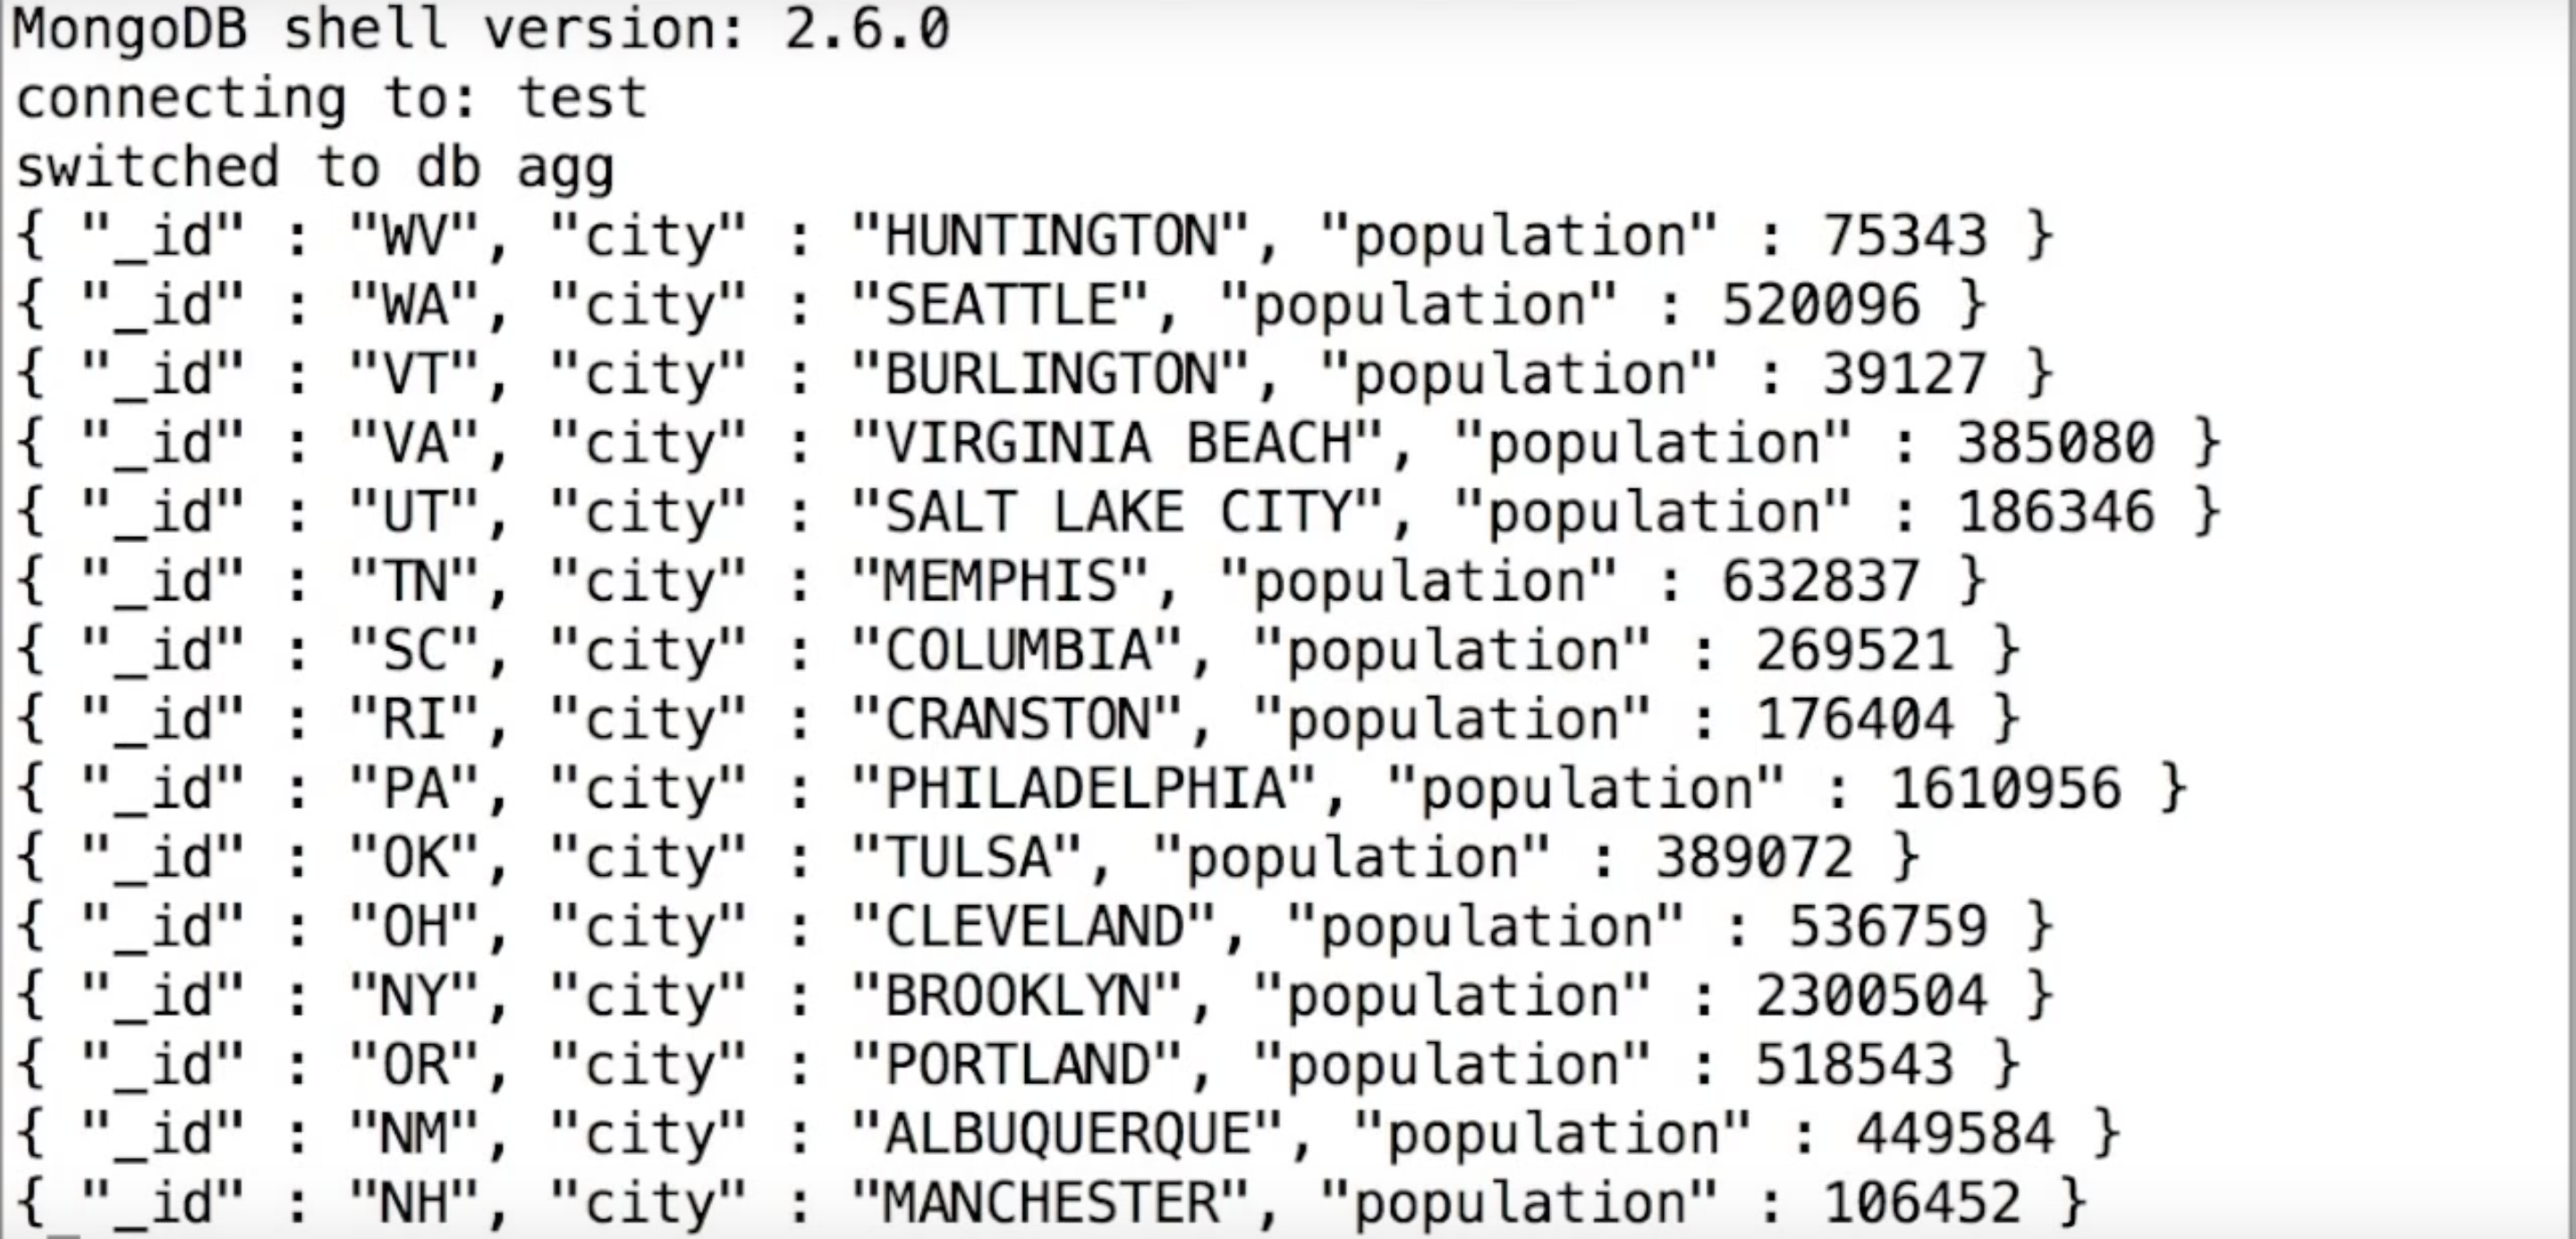 MongoDB shell version: 2.6.0
connecting to: test
switched to db agg
{ "_id" : "WV", "city" : "HUNTINGTON", "population" : 75343 }
{ "_id" : "WA", "city" : "SEATTLE", "population" : 520096 }
{ "_id" : "VT", "city" : "BURLINGTON", "population" : 39127 }
{ "_id" : "VA", "city" : "VIRGINIA BEACH", "population" : 385080 }
{ "_id" : "UT", "city" : "SALT LAKE CITY", "population" : 186346 }
{ "_id" : "TN", "city" : "MEMPHIS", "population" : 632837 }
{ "_id" : "SC", "city" : "COLUMBIA", "population" : 269521 }
{ "_id" : "RI", "city" : "CRANSTON", "population" : 176404 }
{ "_id" : "PA", "city" : "PHILADELPHIA", "population" : 1610956 }
{ "_id" : "OK", "city" : "TULSA", "population" : 389072 }
{ "_id" : "OH", "city" : "CLEVELAND", "population" : 536759 }
{ "_id" : "NY", "city" : "BROOKLYN", "population" : 2300504 }
{ "_id" : "OR", "city" : "PORTLAND", "population" : 518543 }
{ "_id" : "NM", "city" : "ALBUQUERQUE", "population" : 449584 }
{ "_id" : "NH", "city" : "MANCHESTER", "population" : 106452 }